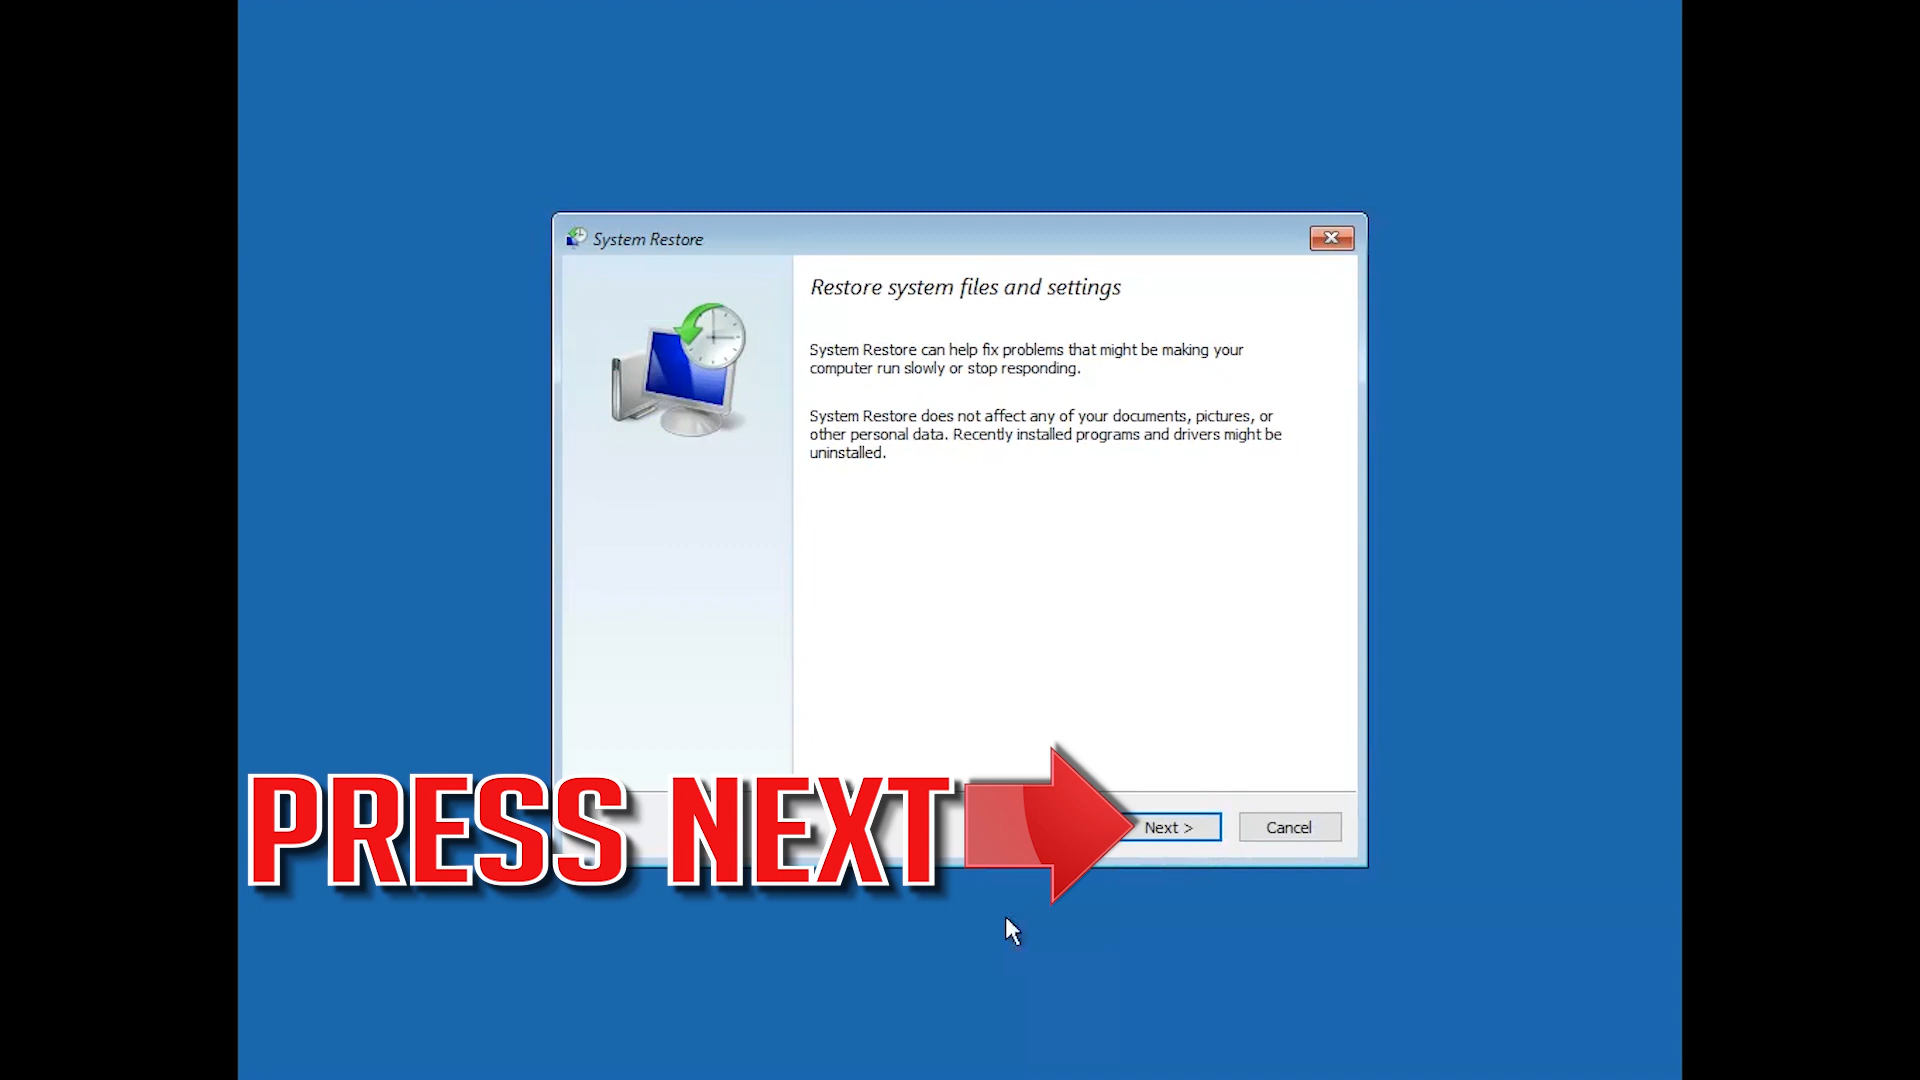 System Restore
Restore system files and settings
System Restore can help fix problems that might be making your
computer run slowly or stop responding.
System Restore does not affect any of your documents, pictures, or
other personal data. Recently installed programs and drivers might be
uninstalled.
PRESS NEXT
Next >
Cancel